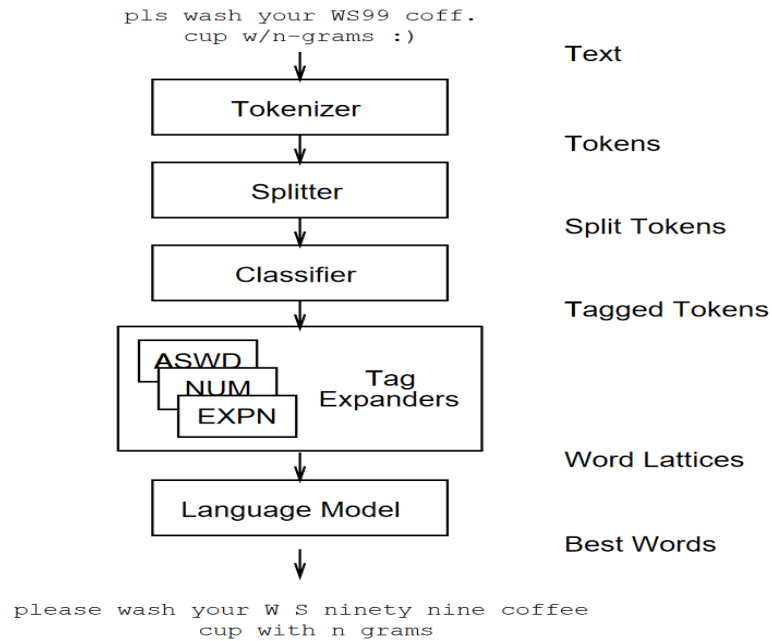 pls wash your WS99 coff.
cup w/n-grams :)
Text
Tokenizer
Tokens
Splitter
Split Tokens
Classifier
Tagged Tokens
ASWD
NUM
EXPN
Tag
Expanders
Word Lattices
Language Model
Best Words
please wash your W S ninety nine coffee
cup with n grams